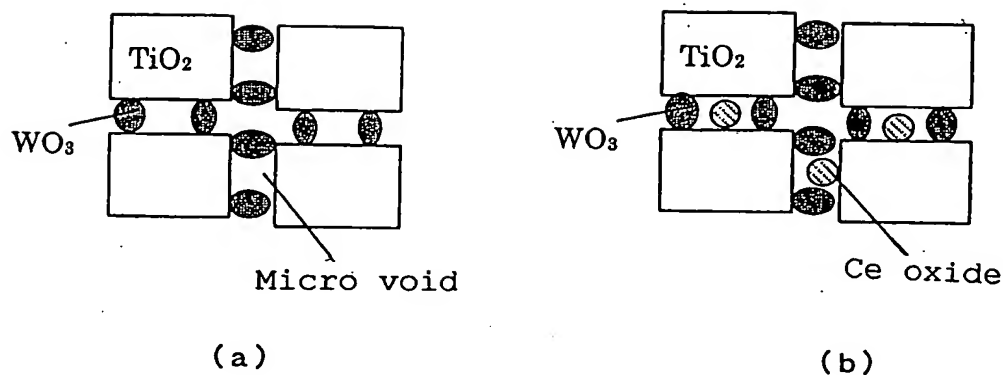 TiO₂
WO₃
Micro void
(a)
TiO₂
WO₃
Ce oxide
(b)